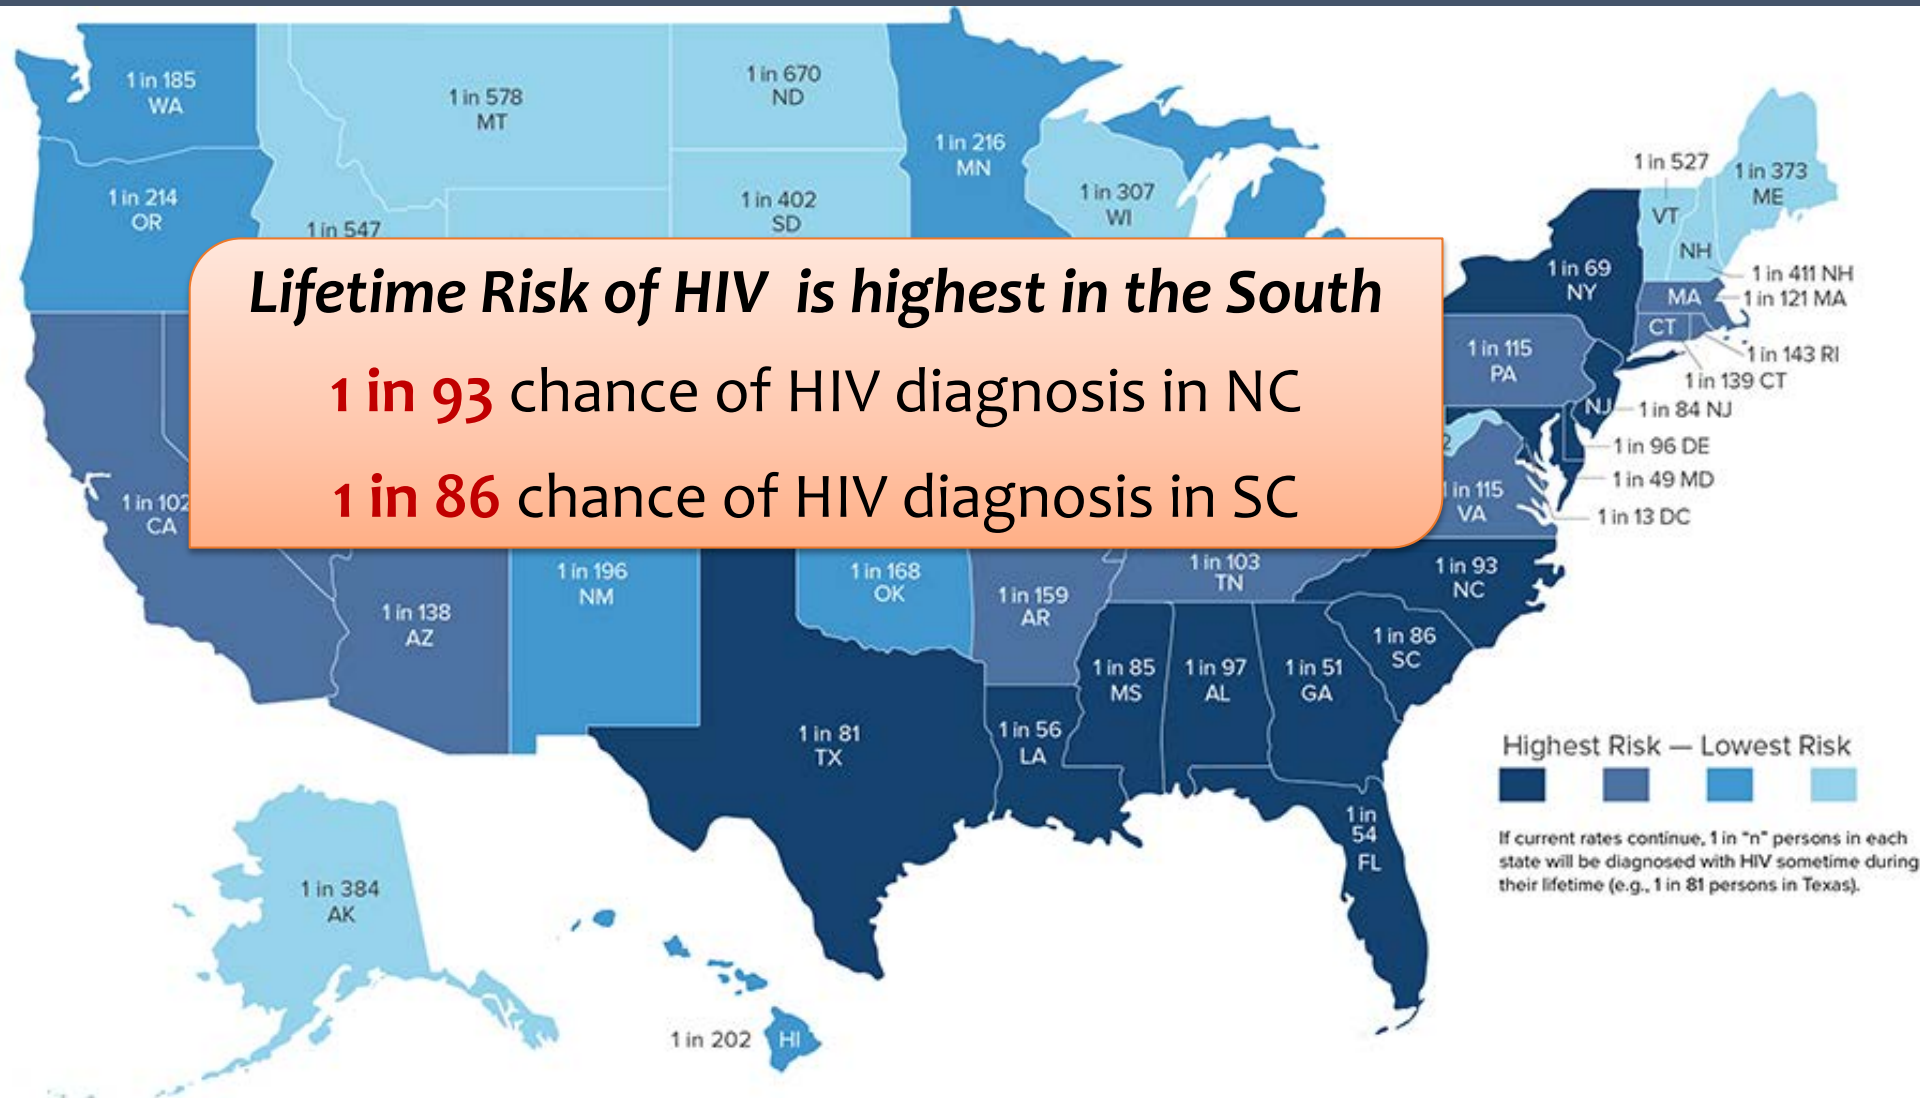 1 in 185
WA
1 in 578
MT
1 in 670
ND
1 in 216
MN
1 in 214
OR
1 in 547
1 in 402
SD
1 in 307
WI
1 in 527
VT
1 in 373
ME
NH
1 in 411 NH
1 in 69
NY
MA
1 in 121 MA
CT
1 in 143 RI
1 in 139 CT
1 in 115
PA
NJ
1 in 84 NJ
1 in 96 DE
1 in 49 MD
1 in 13 DC
Lifetime Risk of HIV is highest in the South
1 in 93 chance of HIV diagnosis in NC
1 in 86 chance of HIV diagnosis in SC
1 in 102
CA
2
1 in 115
VA
1 in 138
AZ
1 in 196
NM
1 in 168
OK
1 in 159
AR
1 in 103
TN
1 in 93
NC
1 in 86
SC
1 in 85
MS
1 in 97
AL
1 in 51
GA
1 in 81
TX
1 in 56
LA
1 in
54
FL
1 in 384
AK
1 in 202
HI
Highest Risk — Lowest Risk
If current rates continue, 1 in "n" persons in each
state will be diagnosed with HIV sometime during
their lifetime (e.g., 1 in 81 persons in Texas).